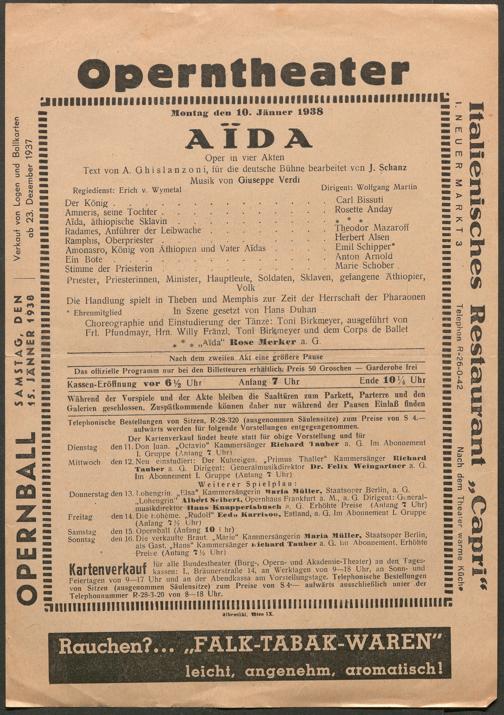 Operntheater
Montag den 10. Jänner 1938
AÏDA
Oper in vier Akten
Text von A. Ghislanzoni, für die deutsche Bühne bearbeitet von J. Schanz
Musik von Giuseppe Verdi
Regiedienst: Erich v. Wymetal Dirigent: Wolfgang Martin
Der König . . . Carl Bissuti
Amneris, seine Tochter . . . Rosette Anday
Aïda, äthiopische Sklavin . . . * * *
Radames, Anführer der Leibwache . . . Theodor Mazaroff
Ramphis, Oberpriester . . . Herbert Alsen
Amonasro, König von Äthiopien und Vater Aïdas . . . Emil Schipper*
Ein Bote . . . Anton Arnold
Stimme der Priesterin . . . Marie Schober
Priester, Priesterinnen, Minister, Hauptleute, Soldaten, Sklaven, gefangene Äthiopier,
Volk
Die Handlung spielt in Theben und Memphis zur Zeit der Herrschaft der Pharaonen
* Ehrenmitglied In Szene gesetzt von Hans Duhan
Choreographie und Einstudierung der Tänze: Toni Birkmeyer, ausgeführt von
Frl. Pfundmayr, Hrn. Willy Fränzl, Toni Birkmeyer und dem Corps de Ballet
* * * „Aïda" Rose Merker a. G.
Nach dem zweiten Akt eine größere Pause
Das offizielle Programm nur bei den Billetteuren erhältlich; Preis 50 Groschen — Garderobe frei
Kassen-Eröffnung vor 6½ Uhr Anfang 7 Uhr Ende 10¼ Uhr
Während der Vorspiele und der Akte bleiben die Saaltüren zum Parkett, Parterre und den
Galerien geschlossen. Zuspätkommende können daher nur während der Pausen Einlaß finden
Telephonische Bestellungen von Sitzen, R-28-320 (ausgenommen Säulensitze) zum Preise von S 4.—
aufwärts werden für folgende Vorstellungen entgegengenommen.
Der Kartenverkauf findet heute statt für obige Vorstellung und für
Dienstag den 11. Don Juan. „Octavio" Kammersänger Richard Tauber a. G. Im Abonnement
I. Gruppe (Anfang 7 Uhr)
Mittwoch den 12. Neu einstudiert: Der Kuhreigen. „Primus Thaller" Kammersänger Richard
Tauber a. G. Dirigent: Generalmusikdirektor Dr. Felix Weingartner a. G.
Im Abonnement I. Gruppe (Anfang 7 Uhr)
Weiterer Spielplan:
Donnerstag den 13. Lohengrin. „Elsa" Kammersängerin Maria Müller, Staatsoper Berlin, a. G.
„Lohengrin" Albert Seibert, Opernhaus Frankfurt a. M., a. G. Dirigent: General-
musikdirektor Hans Knappertsbusch a. G. Erhöhte Preise (Anfang 7 Uhr)
Freitag den 14. Die Bohème. „Rudolf" Eed. Karrisoo, Estland, a. G. Im Abonnement I. Gruppe
(Anfang 7½ Uhr)
Samstag den 15. Opernball (Anfang 10 Uhr)
Sonntag den 16. Die verkaufte Braut. „Marie" Kammersängerin Maria Müller, Staatsoper Berlin,
als Gast. „Hans" Kammersänger Richard Tauber a. G. Im Abonnement. Erhöhte
Preise (Anfang 7½ Uhr)
Kartenverkauf für alle Bundestheater (Burg-, Opern- und Akademie-Theater) an den Tages-
kassen: I., Bräunerstraße 14, an Werktagen von 9—18 Uhr, an Sonn- und
Feiertagen von 9—17 Uhr und an der Abendkassa am Vorstellungstage. Telephonische Bestellungen
von Sitzen (ausgenommen Säulensitze) zum Preise von S 4— aufwärts ausschließlich unter der
Telephonnummer R-28-3-20 von 8—18 Uhr.
OPERNBALL SAMSTAG, DEN 15. JÄNNER 1938
Verkauf von Logen und Ballkarten
ab 23. Dezember 1937
Italienisches Restaurant „Capri"
I. NEUER MARKT 3 Telephon R-26-0-42 Nach dem Theater warme Küche
Rauchen?... „FALK-TABAK-WAREN"
leicht, angenehm, aromatisch!